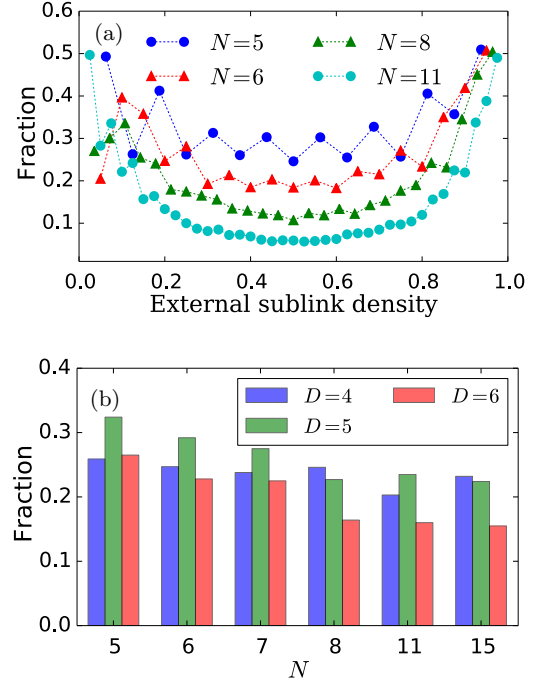 0.6
(a)
N=5
N=8
N=6
N=11
0.5
0.4
0.3
0.2
0.1
Fraction
0.0 0.2 0.4 0.6 0.8 1.0
External sublink density
0.4
(b)
D=4
D=6
D=5
0.3
0.2
0.1
0.0
Fraction
5 6 7 8 11 15
N